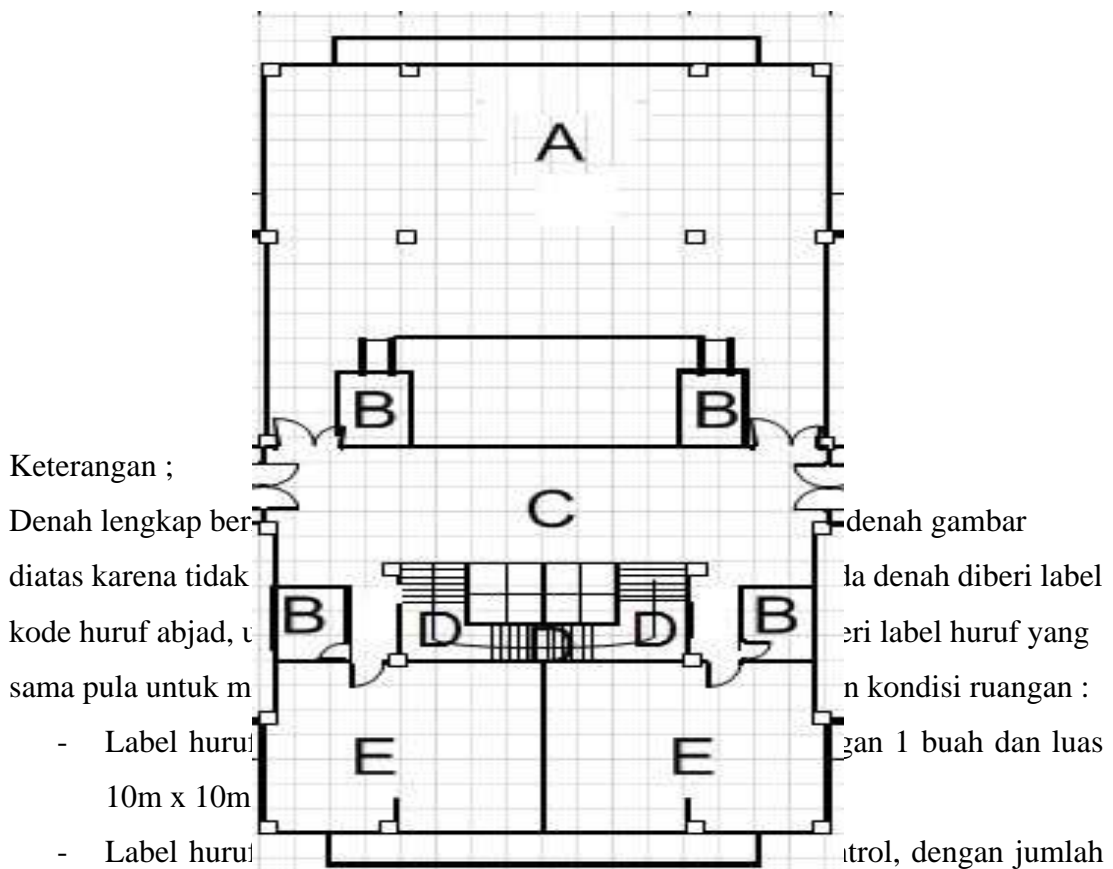 A
B B
Keterangan ;
C
Denah lengkap ber denah gambar
diatas karena tidak da denah diberi label
B D D D B
kode huruf abjad, eri label huruf yang
sama pula untuk m n kondisi ruangan :
E E
- Label huruf gan 1 buah dan luas
10m x 10m
- Label huruf trol, dengan jumlah